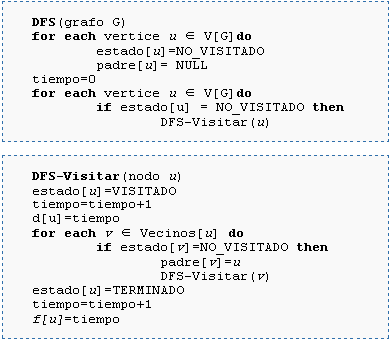 DFS(grafo G)
for each vertice u ∈ V[G]do
estado[u]=NO_VISITADO
padre[u]= NULL
tiempo=0
for each vertice u ∈ V[G]do
if estado[u] = NO_VISITADO then
DFS-Visitar(u)
DFS-Visitar(nodo u)
estado[u]=VISITADO
tiempo=tiempo+1
d[u]=tiempo
for each v ∈ Vecinos[u] do
if estado[v]=NO_VISITADO then
padre[v]=u
DFS-Visitar(v)
estado[u]=TERMINADO
tiempo=tiempo+1
f[u]=tiempo